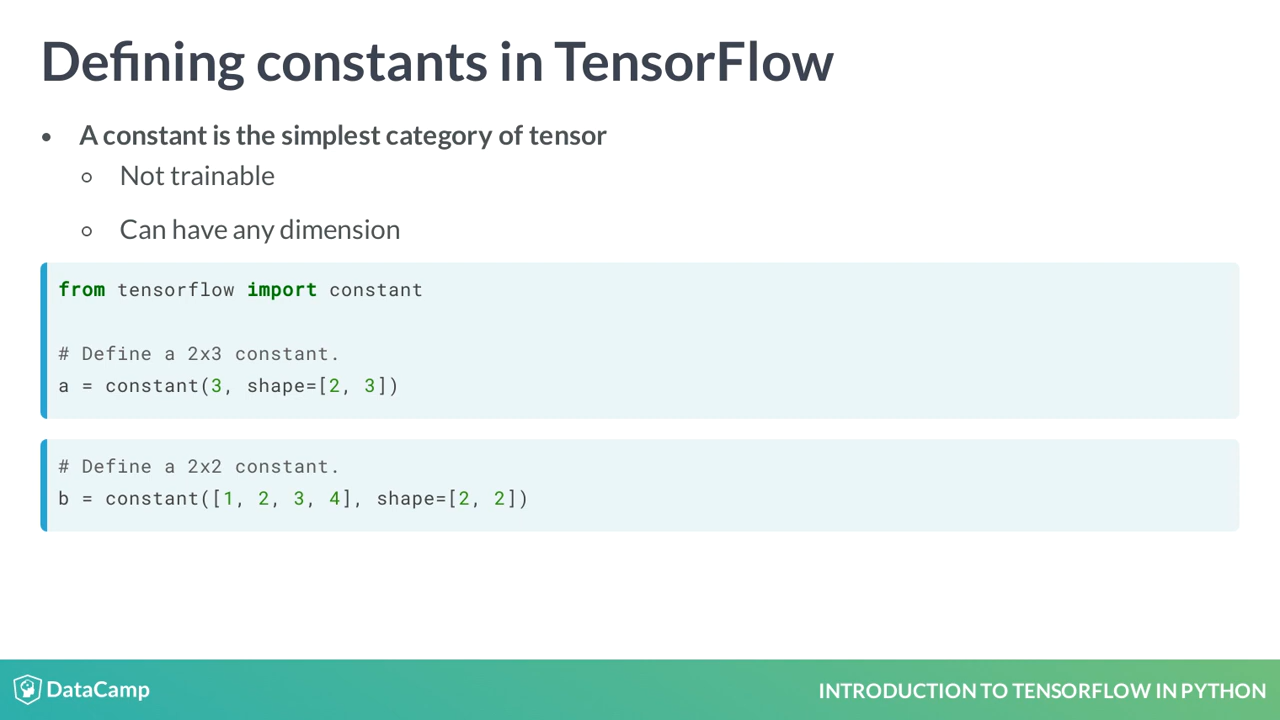 Defining constants in TensorFlow
• A constant is the simplest category of tensor
○ Not trainable
○ Can have any dimension
from tensorflow import constant
# Define a 2x3 constant.
a = constant(3, shape=[2, 3])
# Define a 2x2 constant.
b = constant([1, 2, 3, 4], shape=[2, 2])
DataCamp
INTRODUCTION TO TENSORFLOW IN PYTHON